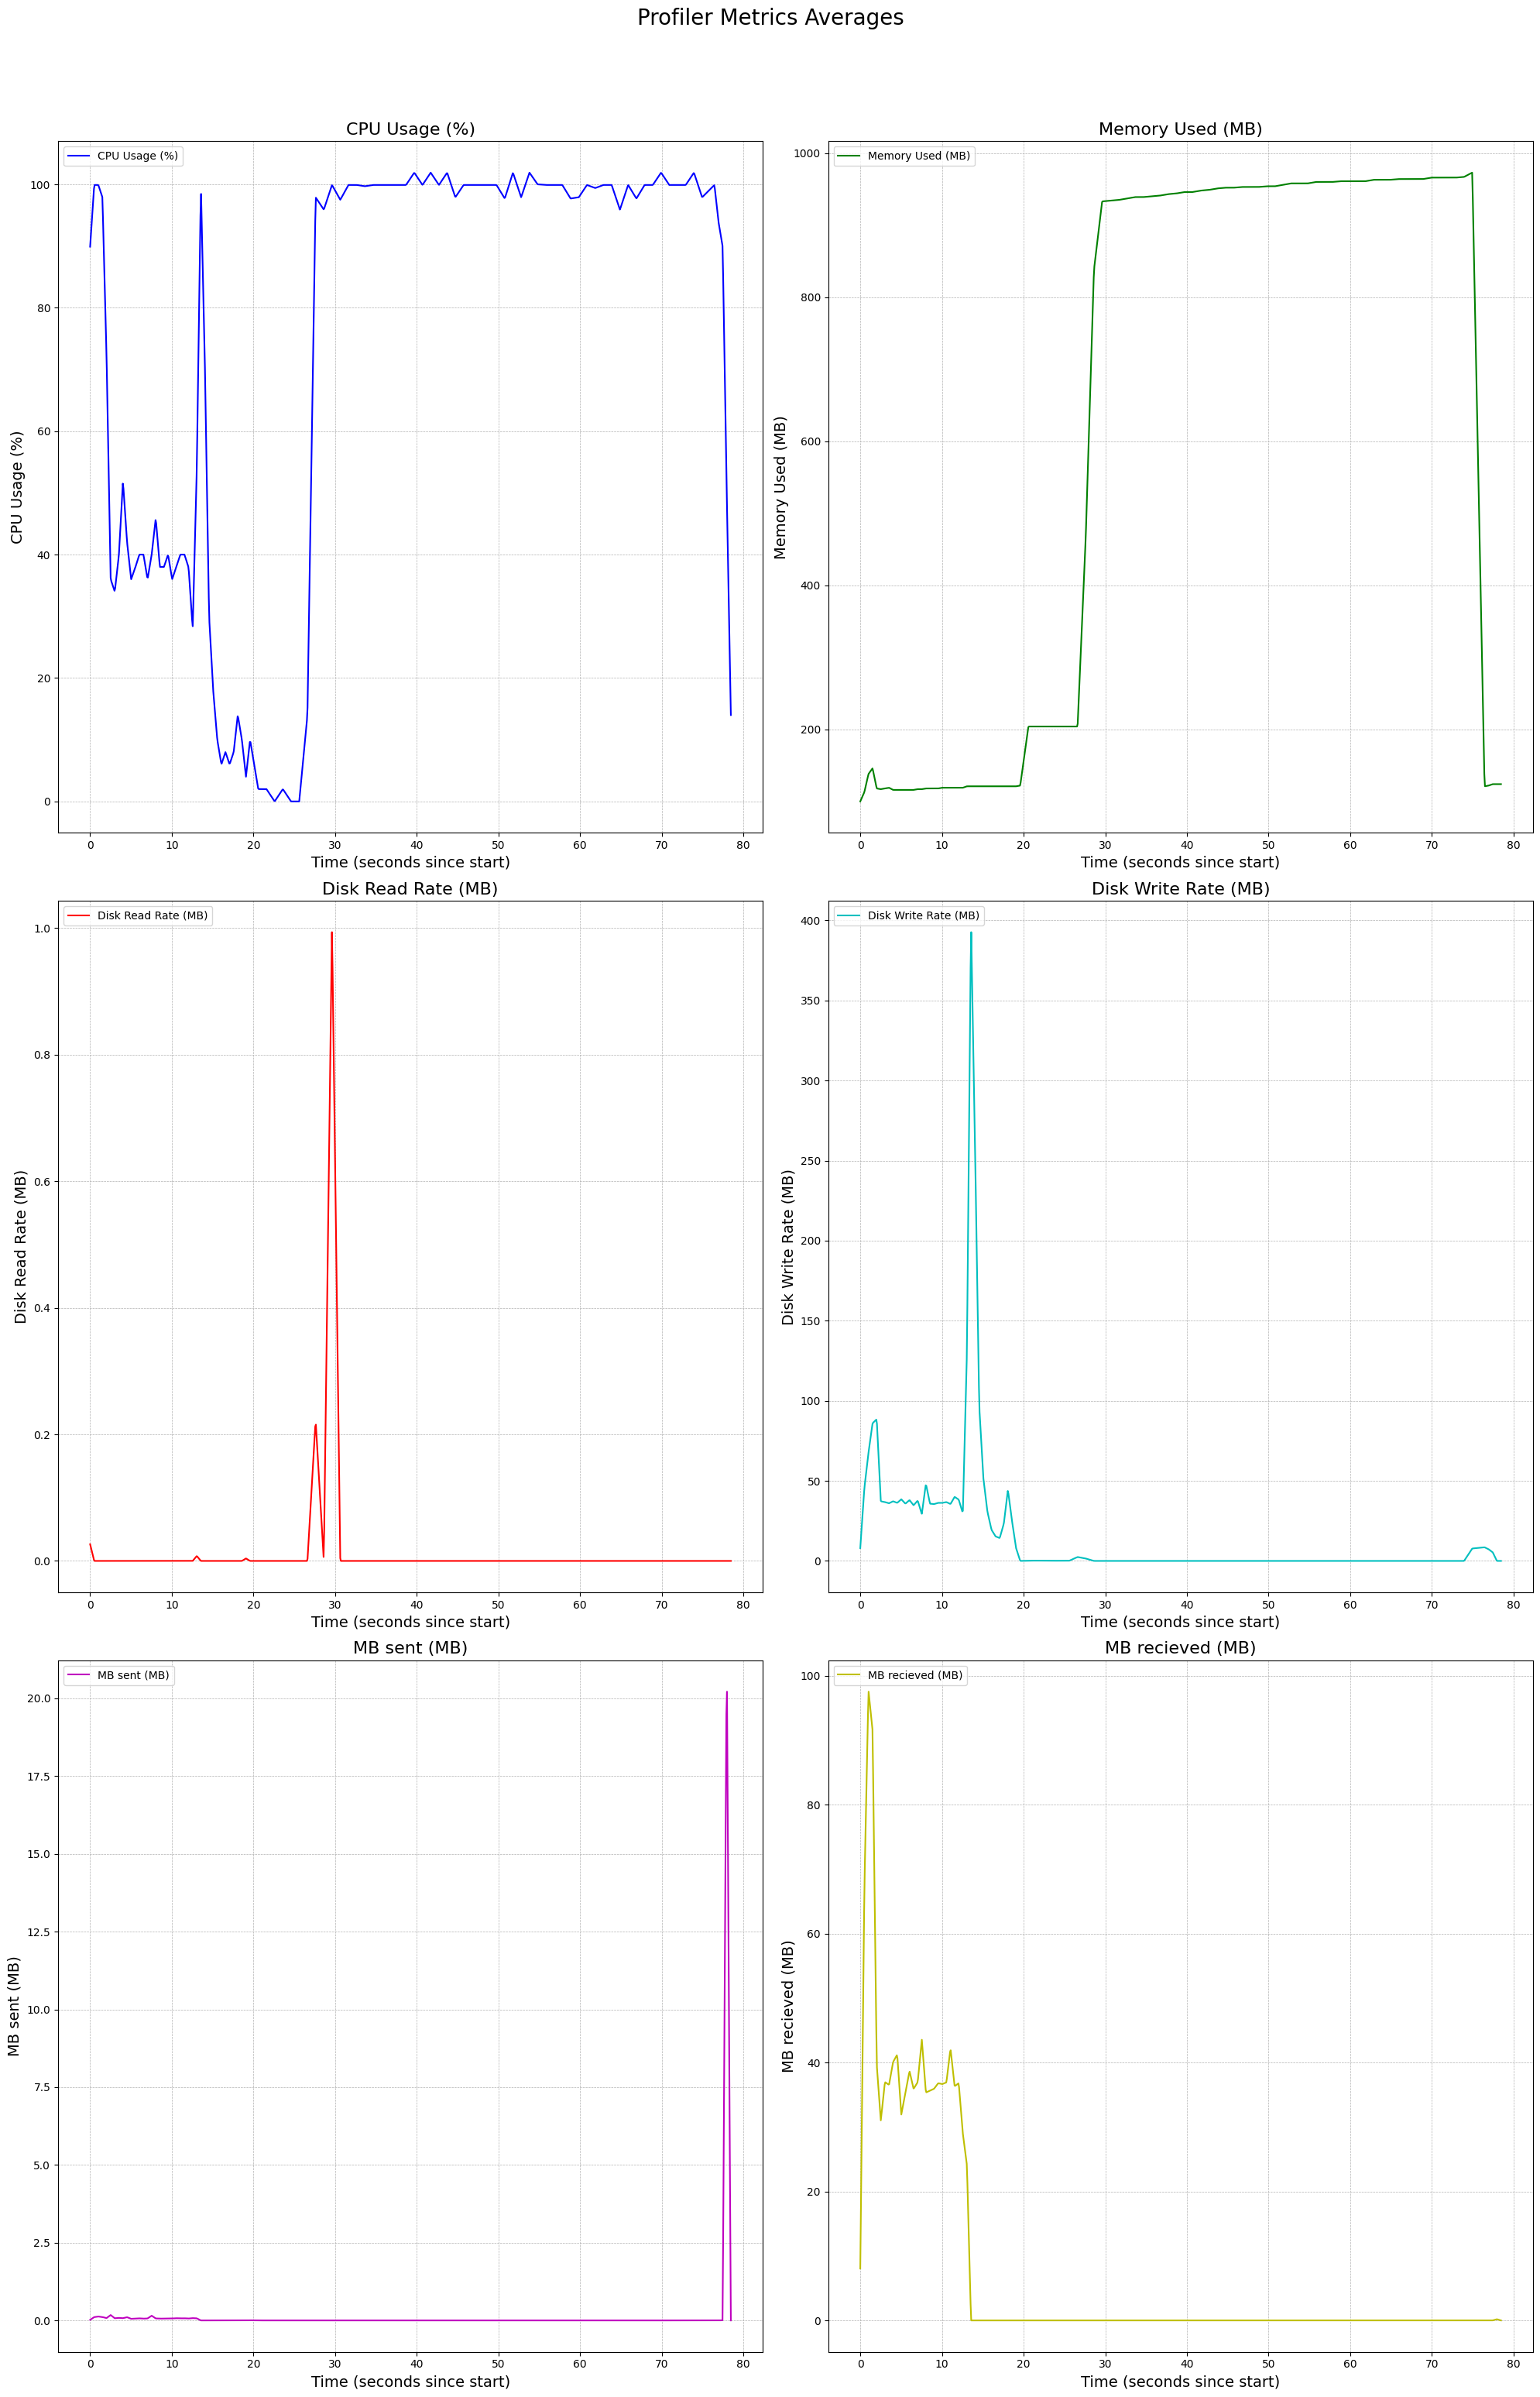 Profiler Metrics Averages
CPU Usage (%)
CPU Usage (%)
CPU Usage (%)
100
80
60
40
20
0
0 10 20 30 40 50 60 70 80
Time (seconds since start)
Memory Used (MB)
Memory Used (MB)
Memory Used (MB)
1000
800
600
400
200
0 10 20 30 40 50 60 70 80
Time (seconds since start)
Disk Read Rate (MB)
Disk Read Rate (MB)
Disk Read Rate (MB)
1.0
0.8
0.6
0.4
0.2
0.0
0 10 20 30 40 50 60 70 80
Time (seconds since start)
Disk Write Rate (MB)
Disk Write Rate (MB)
Disk Write Rate (MB)
400
350
300
250
200
150
100
50
0
0 10 20 30 40 50 60 70 80
Time (seconds since start)
MB sent (MB)
MB sent (MB)
MB sent (MB)
20.0
17.5
15.0
12.5
10.0
7.5
5.0
2.5
0.0
0 10 20 30 40 50 60 70 80
Time (seconds since start)
MB recieved (MB)
MB recieved (MB)
MB recieved (MB)
100
80
60
40
20
0
0 10 20 30 40 50 60 70 80
Time (seconds since start)